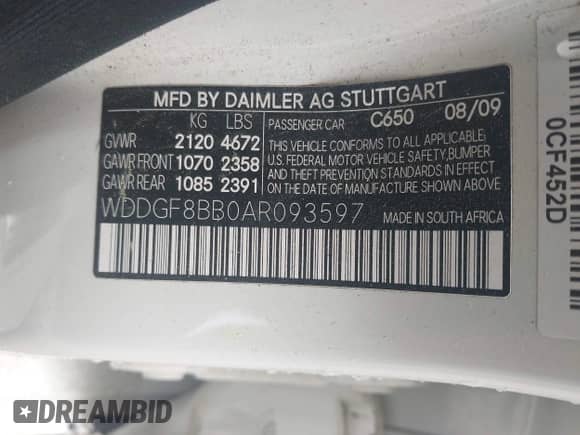 MFD BY DAIMLER AG STUTTGART
KG LBS
GVWR 2120 4672
GAWR FRONT 1070 2358
GAWR REAR 1085 2391
PASSENGER CAR C650 08/09
THIS VEHICLE CONFORMS TO ALL APPLICABLE
U.S. FEDERAL MOTOR VEHICLE SAFETY, BUMPER
AND THEFT PREVENTION STANDARDS IN EFFECT
ON THE DATE OF MANUFACTURE SHOWN ABOVE
WDDGF8BB0AR093597 MADE IN SOUTH AFRICA
0CF452D
DREAMBID